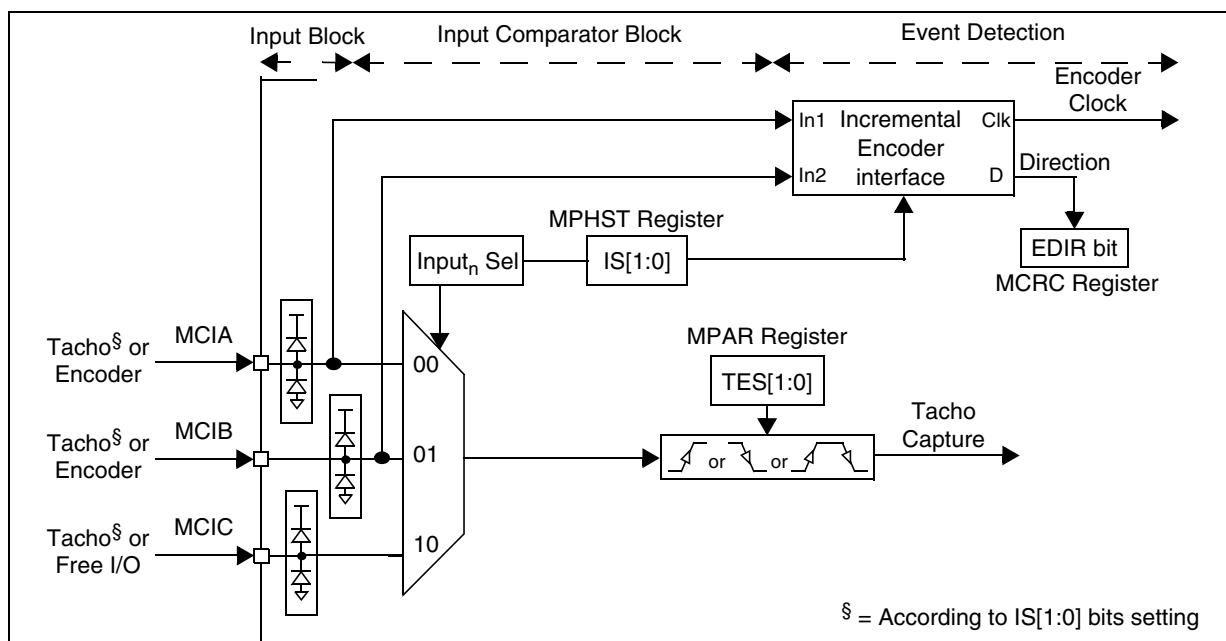 Input Block
Input Comparator Block
Event Detection
Encoder
Clock
In1 Incremental Clk
Encoder
In2 interface D
Direction
MPHST Register
Inputn Sel
IS[1:0]
EDIR bit
MCRC Register
MCIA
Tacho§ or
Encoder
00
MPAR Register
TES[1:0]
MCIB
Tacho§ or
Encoder
01
or or
Tacho
Capture
MCIC
Tacho§ or
Free I/O
10
§ = According to IS[1:0] bits setting